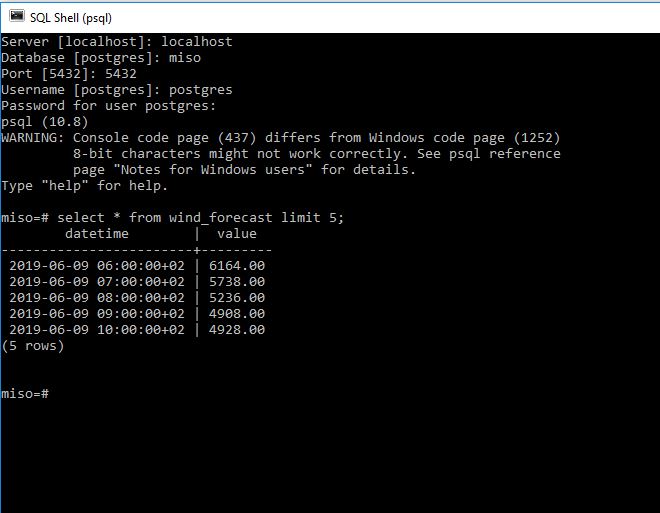 SQL Shell (psql)
Server [localhost]: localhost
Database [postgres]: miso
Port [5432]: 5432
Username [postgres]: postgres
Password for user postgres:
psql (10.8)
WARNING: Console code page (437) differs from Windows code page (1252)
         8-bit characters might not work correctly. See psql reference
         page "Notes for Windows users" for details.
Type "help" for help.

miso=# select * from wind_forecast limit 5;
        datetime        |  value
------------------------+---------
 2019-06-09 06:00:00+02 | 6164.00
 2019-06-09 07:00:00+02 | 5738.00
 2019-06-09 08:00:00+02 | 5236.00
 2019-06-09 09:00:00+02 | 4908.00
 2019-06-09 10:00:00+02 | 4928.00
(5 rows)


miso=#